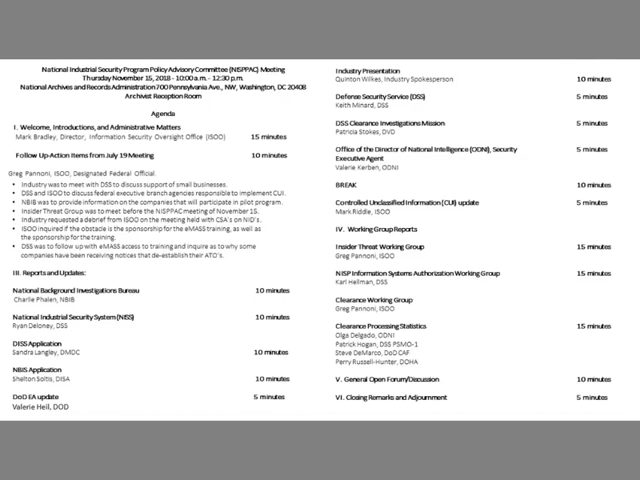 National Industrial Security Program Policy Advisory Committee (NISPPAC) Meeting
Thursday November 15, 2018 - 10:00 a.m. - 12:30 p.m.
National Archives and Records Administration 700 Pennsylvania Ave., NW, Washington, DC 20408
Archivist Reception Room
Agenda
I. Welcome, Introductions, and Administrative Matters
Mark Bradley, Director, Information Security Oversight Office (ISOO) 15 minutes
Follow Up-Action Items from July 19 Meeting 10 minutes
Greg Pannoni, ISOO, Designated Federal Official.
• Industry was to meet with DSS to discuss support of small businesses.
• DSS and ISOO to discuss federal executive branch agencies responsible to implement CUI.
• NBIB was to provide information on the companies that will participate in pilot program.
• Insider Threat Group was to meet before the NISPPAC meeting of November 15.
• Industry requested a debrief from ISOO on the meeting held with CSA's on NID's.
• ISOO inquired if the obstacle is the sponsorship for the eMASS training, as well as
the sponsorship for the training.
• DSS was to follow up with eMASS access to training and inquire as to why some
companies have been receiving notices that de-establish their ATO's.
III. Reports and Updates:
National Background Investigations Bureau 10 minutes
Charlie Phalen, NBIB
National Industrial Security System (NISS) 10 minutes
Ryan Deloney, DSS
DISS Application
Sandra Langley, DMDC 10 minutes
NBIS Application
Shelton Soltis, DISA 10 minutes
DoD EA update 5 minutes
Valerie Heil, DOD
Industry Presentation
Quinton Wilkes, Industry Spokesperson 10 minutes
Defense Security Service (DSS) 5 minutes
Keith Minard, DSS
DSS Clearance Investigations Mission 5 minutes
Patricia Stokes, DVD
Office of the Director of National Intelligence (ODNI), Security 5 minutes
Executive Agent
Valerie Kerben, ODNI
BREAK 10 minutes
Controlled Unclassified Information (CUI) update 5 minutes
Mark Riddle, ISOO
IV. Working Group Reports
Insider Threat Working Group 15 minutes
Greg Pannoni, ISOO
NISP Information Systems Authorization Working Group 15 minutes
Karl Hellman, DSS
Clearance Working Group
Greg Pannoni, ISOO
Clearance Processing Statistics 15 minutes
Olga Delgado, ODNI
Patrick Hogan, DSS PSMO-1
Steve DeMarco, DoD CAF
Perry Russell-Hunter, DOHA
V. General Open Forum/Discussion 10 minutes
VI. Closing Remarks and Adjournment 5 minutes